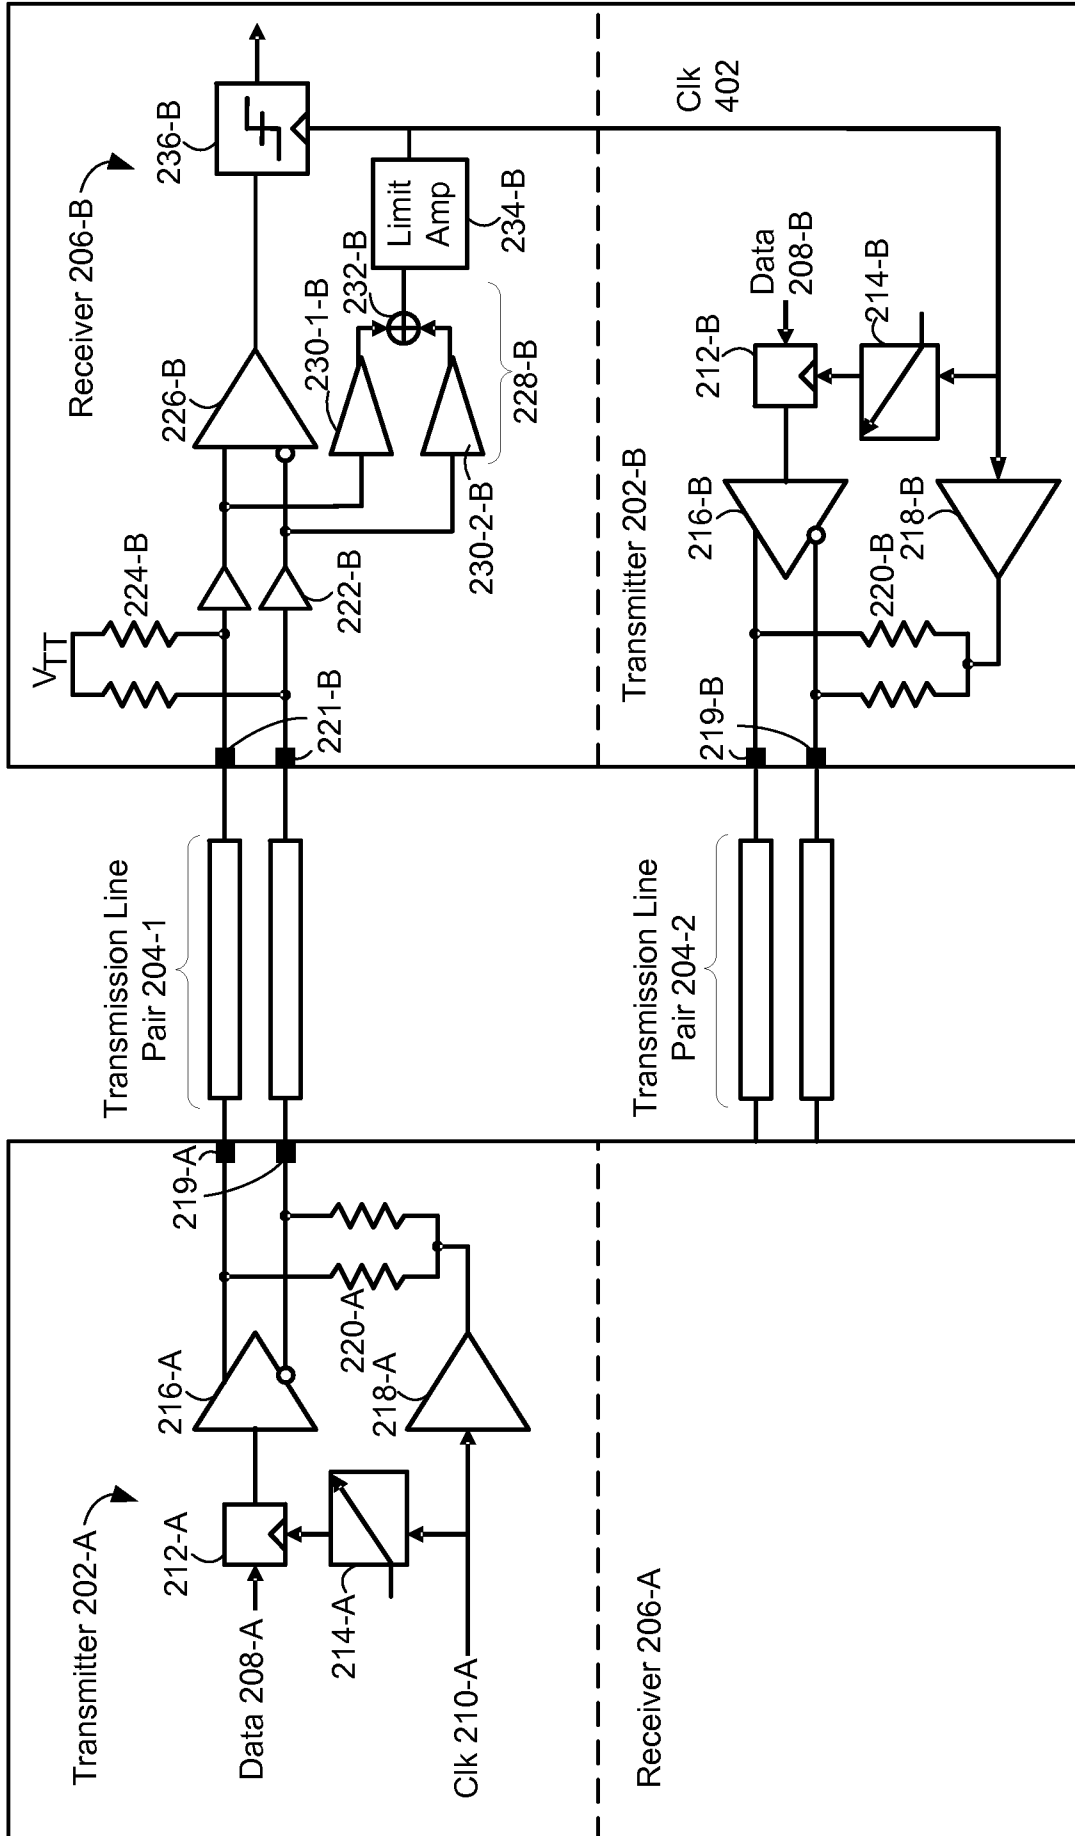 Transmitter 202-A
Data 208-A
212-A
214-A
Clk 210-A
216-A
218-A
220-A
219-A
Transmission Line
Pair 204-1
Receiver 206-B
VTT
224-B
221-B
222-B
226-B
230-1-B
230-2-B
228-B
232-B
Limit
Amp
234-B
236-B
Clk
402
Receiver 206-A
Transmission Line
Pair 204-2
Transmitter 202-B
219-B
216-B
220-B
218-B
212-B
Data
208-B
214-B